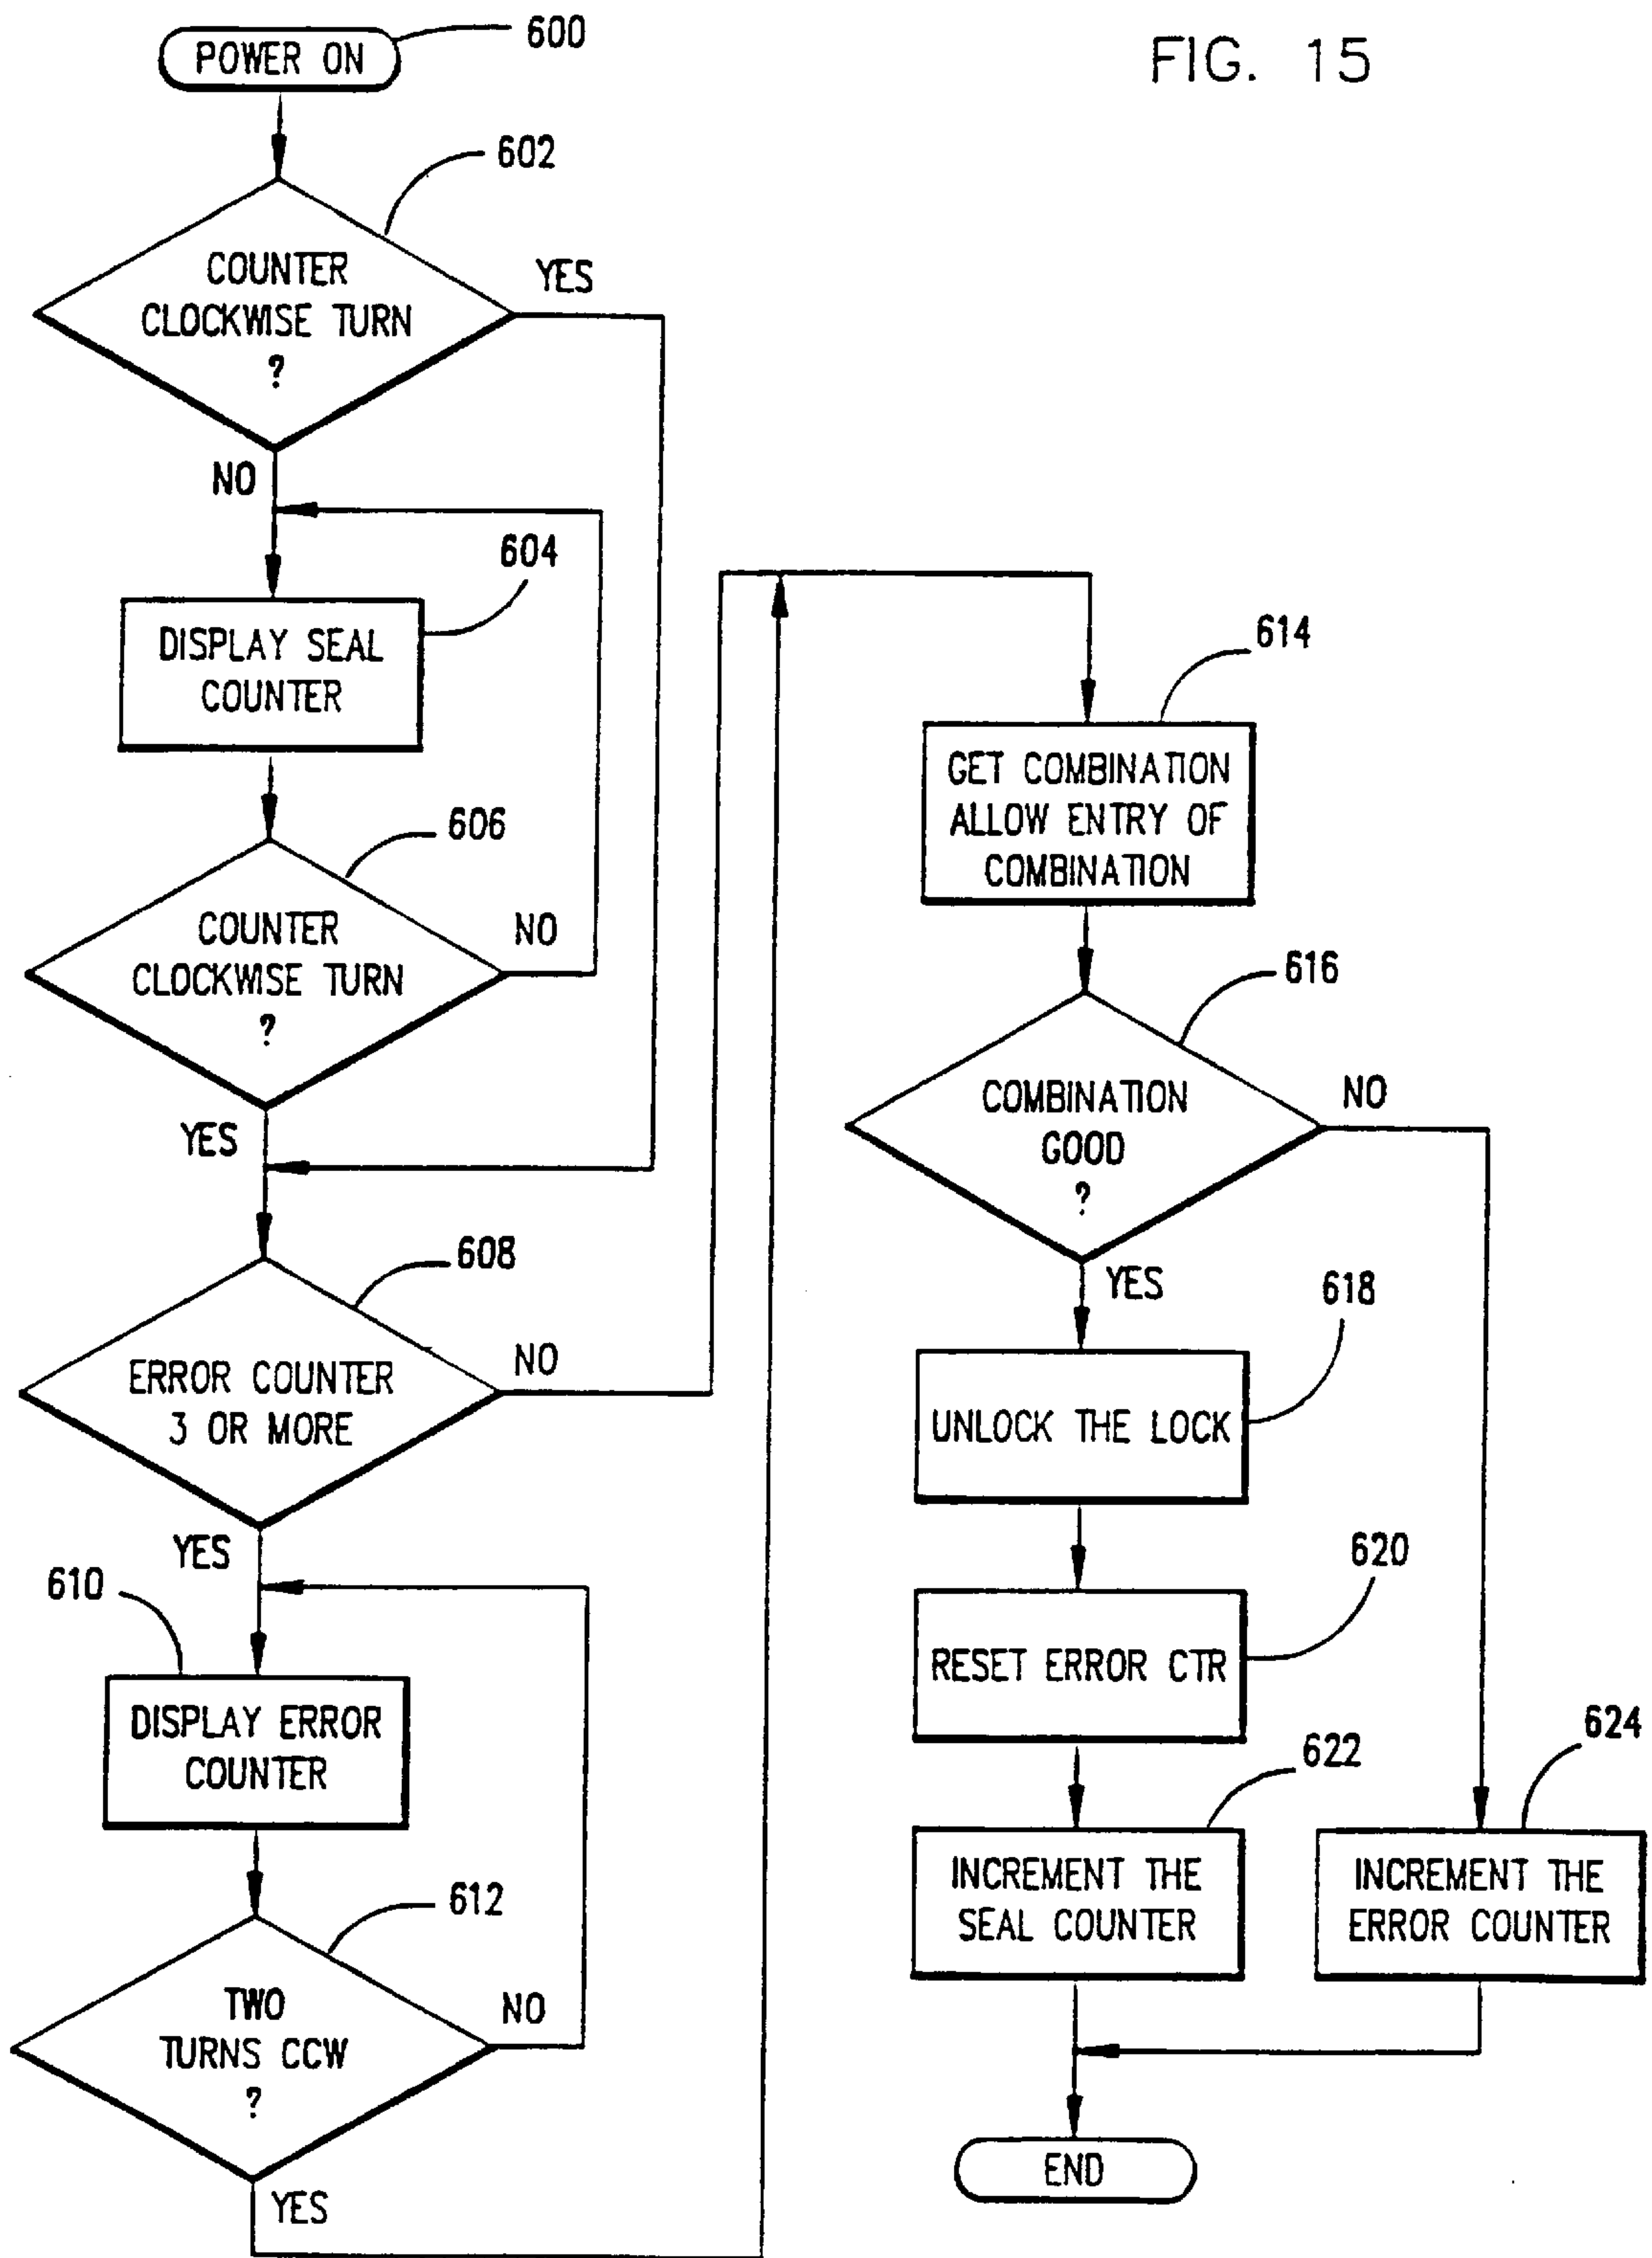 FIG. 15
POWER ON
600
602
COUNTER
CLOCKWISE TURN
?
YES
NO
604
DISPLAY SEAL
COUNTER
606
COUNTER
CLOCKWISE TURN
?
NO
YES
608
ERROR COUNTER
3 OR MORE
NO
YES
610
DISPLAY ERROR
COUNTER
612
TWO
TURNS CCW
?
NO
YES
614
GET COMBINATION
ALLOW ENTRY OF
COMBINATION
616
COMBINATION
GOOD
?
NO
YES
618
UNLOCK THE LOCK
620
RESET ERROR CTR
622
INCREMENT THE
SEAL COUNTER
624
INCREMENT THE
ERROR COUNTER
END